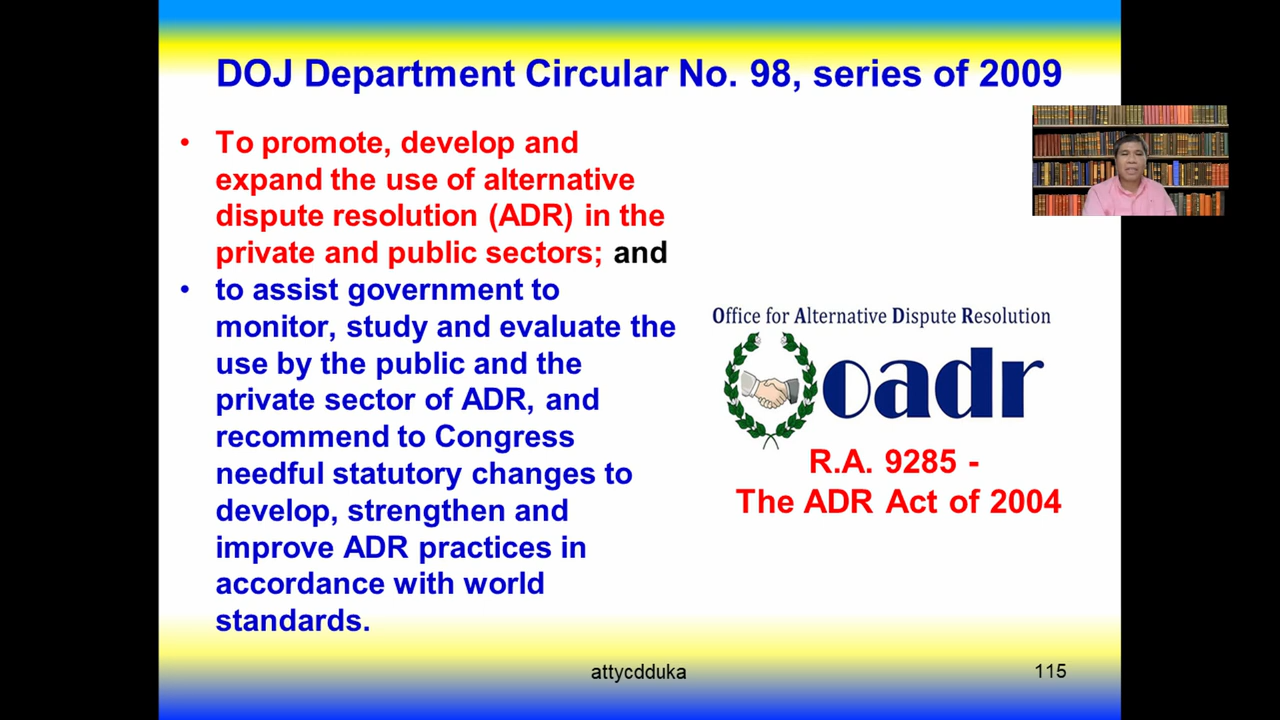 DOJ Department Circular No. 98, series of 2009
• To promote, develop and
expand the use of alternative
dispute resolution (ADR) in the
private and public sectors; and
• to assist government to
monitor, study and evaluate the
use by the public and the
private sector of ADR, and
recommend to Congress
needful statutory changes to
develop, strengthen and
improve ADR practices in
accordance with world
standards.
Office for Alternative Dispute Resolution
oadr
R.A. 9285 -
The ADR Act of 2004
attycdduka
115